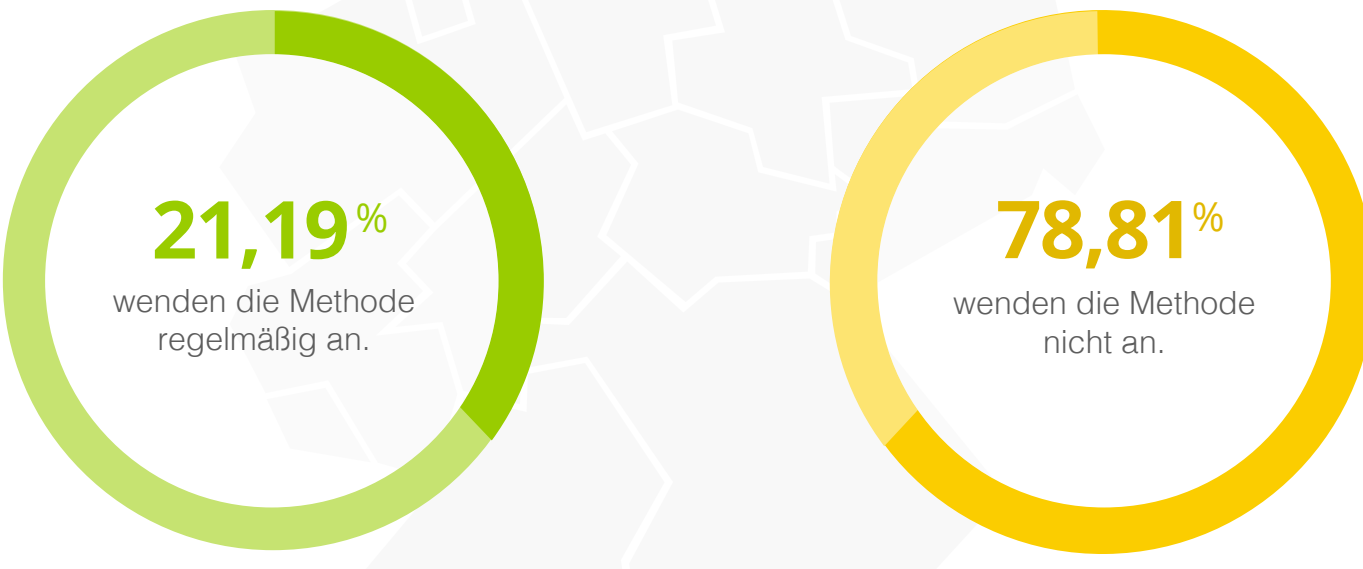 21,19%
wenden die Methode
regelmäßig an.
78,81%
wenden die Methode
nicht an.